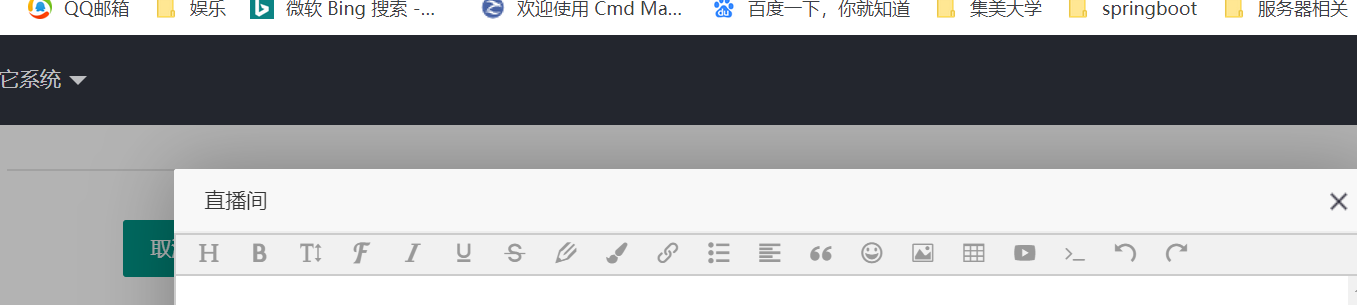 QQ邮箱 娱乐 微软 Bing 搜索 -... 欢迎使用 Cmd Ma... 百度一下，你就知道 集美大学 springboot 服务器相关
它系统
直播间
取
H B T F I U S